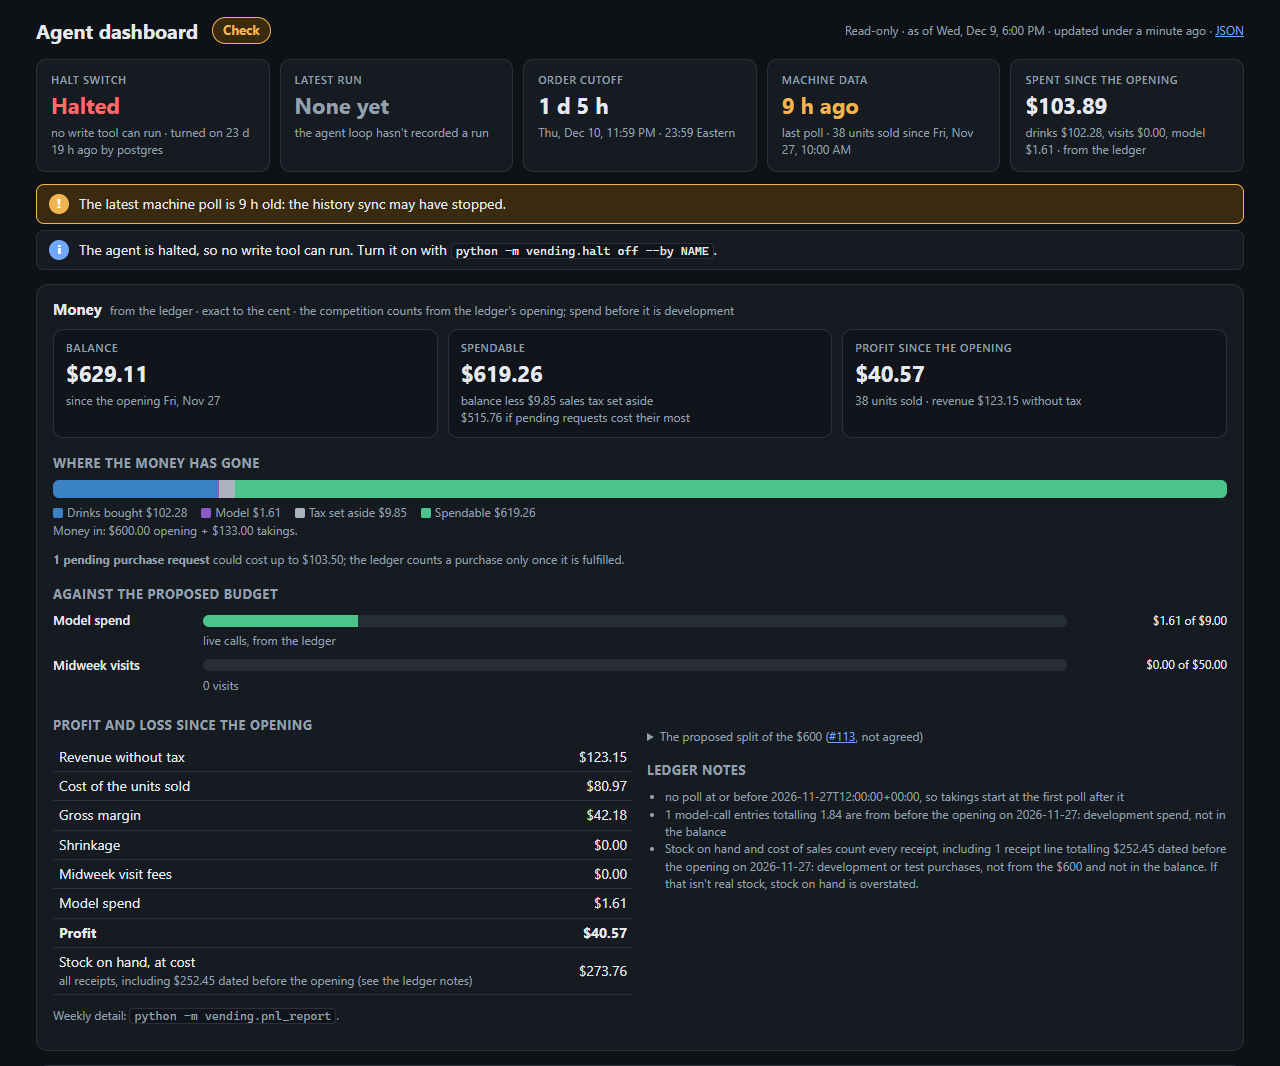 Agent dashboard
Check
Read-only · as of Wed, Dec 9, 6:00 PM · updated under a minute ago · JSON
HALT SWITCH
Halted
no write tool can run · turned on 23 d
19 h ago by postgres
LATEST RUN
None yet
the agent loop hasn't recorded a run
ORDER CUTOFF
1 d 5 h
Thu, Dec 10, 11:59 PM · 23:59 Eastern
MACHINE DATA
9 h ago
last poll · 38 units sold since Fri, Nov
27, 10:00 AM
SPENT SINCE THE OPENING
$103.89
drinks $102.28, visits $0.00, model
$1.61 · from the ledger
! The latest machine poll is 9 h old: the history sync may have stopped.
i The agent is halted, so no write tool can run. Turn it on with python -m vending.halt off --by NAME.
Money from the ledger · exact to the cent · the competition counts from the ledger's opening; spend before it is development
BALANCE
$629.11
since the opening Fri, Nov 27
SPENDABLE
$619.26
balance less $9.85 sales tax set aside
$515.76 if pending requests cost their most
PROFIT SINCE THE OPENING
$40.57
38 units sold · revenue $123.15 without tax
WHERE THE MONEY HAS GONE
Drinks bought $102.28 Model $1.61 Tax set aside $9.85 Spendable $619.26
Money in: $600.00 opening + $133.00 takings.
1 pending purchase request could cost up to $103.50; the ledger counts a purchase only once it is fulfilled.
AGAINST THE PROPOSED BUDGET
Model spend $1.61 of $9.00
live calls, from the ledger
Midweek visits $0.00 of $50.00
0 visits
PROFIT AND LOSS SINCE THE OPENING
Revenue without tax $123.15
Cost of the units sold $80.97
Gross margin $42.18
Shrinkage $0.00
Midweek visit fees $0.00
Model spend $1.61
Profit $40.57
Stock on hand, at cost $273.76
all receipts, including $252.45 dated before the opening (see the ledger notes)
Weekly detail: python -m vending.pnl_report.
The proposed split of the $600 (#113, not agreed)
LEDGER NOTES
• no poll at or before 2026-11-27T12:00:00+00:00, so takings start at the first poll after it
• 1 model-call entries totalling 1.84 are from before the opening on 2026-11-27: development spend, not in
the balance
• Stock on hand and cost of sales count every receipt, including 1 receipt line totalling $252.45 dated before
the opening on 2026-11-27: development or test purchases, not from the $600 and not in the balance. If
that isn't real stock, stock on hand is overstated.